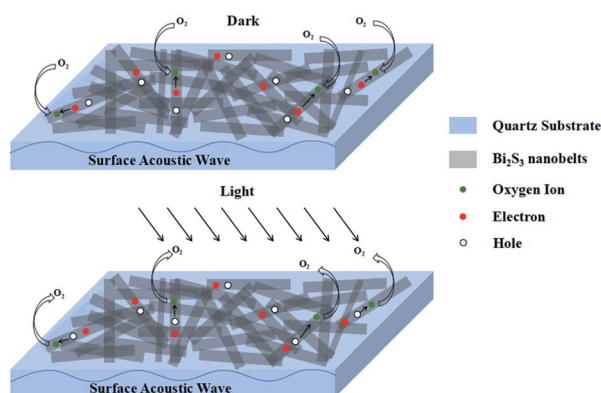 Dark
O₂
O₂
O₂
O₂
Surface Acoustic Wave
Quartz Substrate
Bi₂S₃ nanobelts
Oxygen Ion
Electron
Hole
Light
O₂
O₂
O₂
O₂
Surface Acoustic Wave